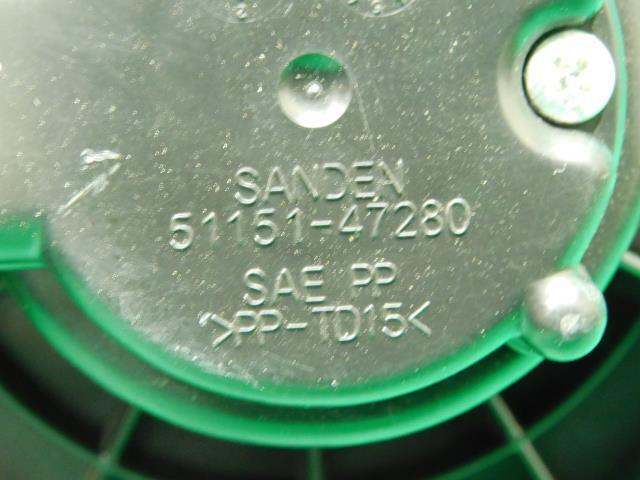 SANDEN
51151-47280
SAE PP
>PP-TD15<